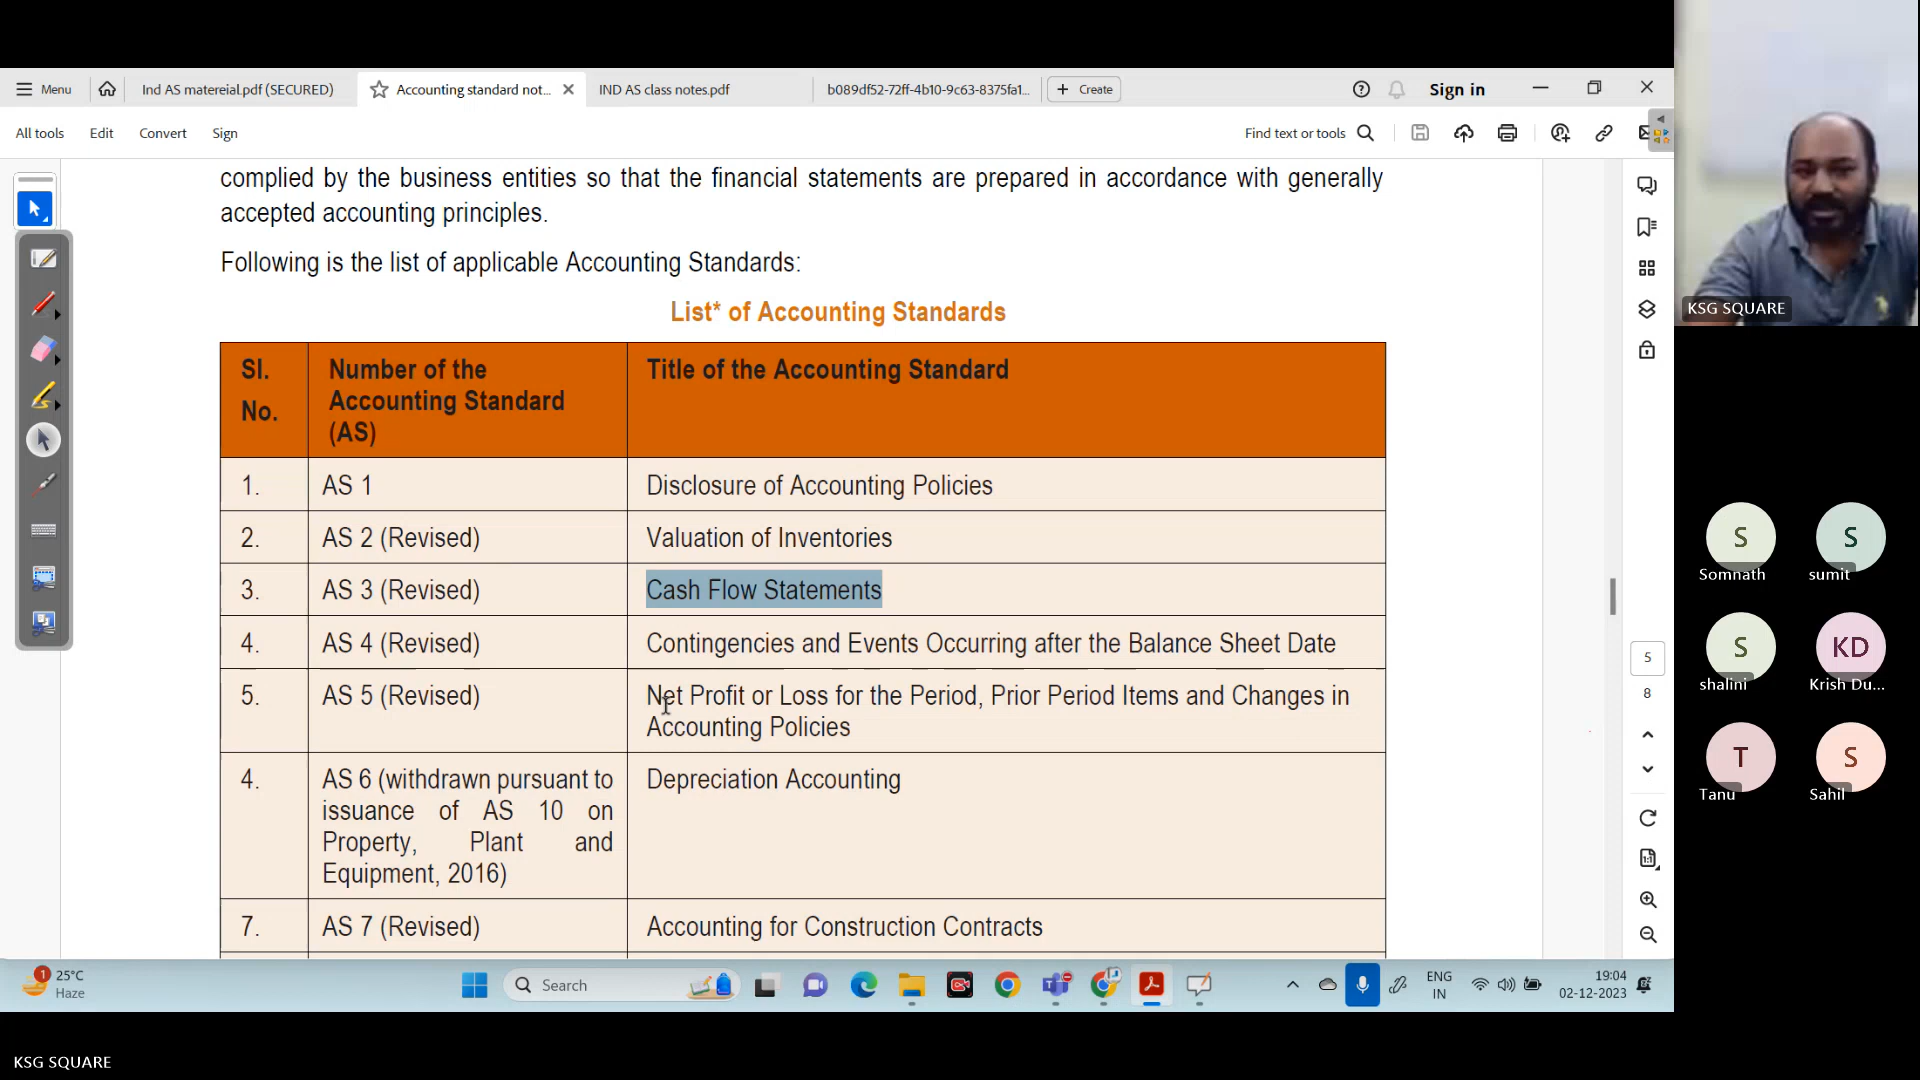 Menu
Ind AS matereial.pdf (SECURED)
Accounting standard not...
IND AS class notes.pdf
b089df52-72ff-4b10-9c63-8375fa1...
+ Create
Sign in
All tools
Edit
Convert
Sign
Find text or tools
complied by the business entities so that the financial statements are prepared in accordance with generally
accepted accounting principles.
Following is the list of applicable Accounting Standards:
List* of Accounting Standards
Sl.
No.
Number of the
Accounting Standard
(AS)
Title of the Accounting Standard
1.
AS 1
Disclosure of Accounting Policies
2.
AS 2 (Revised)
Valuation of Inventories
3.
AS 3 (Revised)
Cash Flow Statements
4.
AS 4 (Revised)
Contingencies and Events Occurring after the Balance Sheet Date
5.
AS 5 (Revised)
Net Profit or Loss for the Period, Prior Period Items and Changes in
Accounting Policies
4.
AS 6 (withdrawn pursuant to
issuance of AS 10 on
Property, Plant and
Equipment, 2016)
Depreciation Accounting
7.
AS 7 (Revised)
Accounting for Construction Contracts
5
8
KSG SQUARE
S
Somnath
S
sumit
S
shalini
KD
Krish Du...
T
Tanu
S
Sahil
1
25°C
Haze
Search
ENG
IN
19:04
02-12-2023
KSG SQUARE